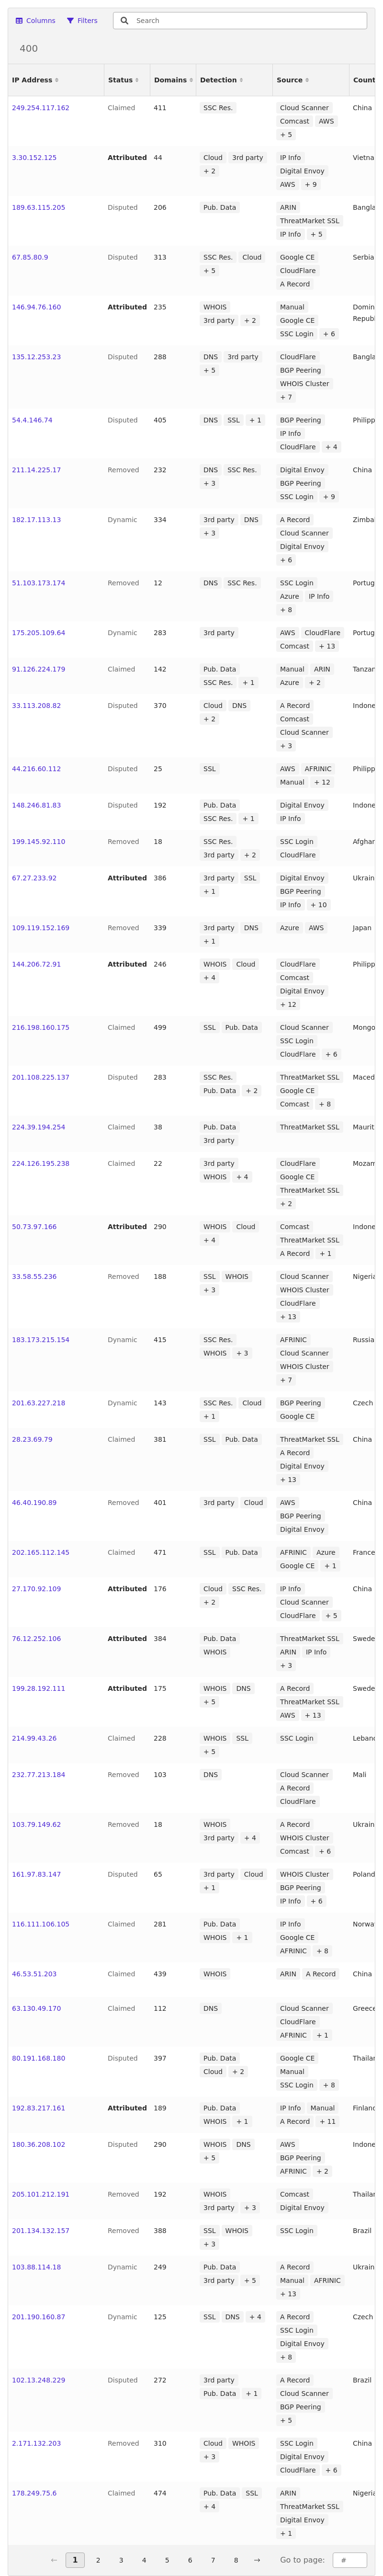 Columns Filters Search
400
IP Address Status Domains Detection Source Count
249.254.117.162 Claimed 411 SSC Res. Cloud Scanner China
Comcast AWS
+ 5
3.30.152.125 Attributed 44 Cloud 3rd party IP Info Vietna
+ 2 Digital Envoy
AWS + 9
189.63.115.205 Disputed 206 Pub. Data ARIN Bangla
ThreatMarket SSL
IP Info + 5
67.85.80.9 Disputed 313 SSC Res. Cloud Google CE Serbia
+ 5 CloudFlare
A Record
146.94.76.160 Attributed 235 WHOIS Manual Domin
3rd party + 2 Google CE Republ
SSC Login + 6
135.12.253.23 Disputed 288 DNS 3rd party CloudFlare Bangla
+ 5 BGP Peering
WHOIS Cluster
+ 7
54.4.146.74 Disputed 405 DNS SSL + 1 BGP Peering Philipp
IP Info
CloudFlare + 4
211.14.225.17 Removed 232 DNS SSC Res. Digital Envoy China
+ 3 BGP Peering
SSC Login + 9
182.17.113.13 Dynamic 334 3rd party DNS A Record Zimba
+ 3 Cloud Scanner
Digital Envoy
+ 6
51.103.173.174 Removed 12 DNS SSC Res. SSC Login Portug
Azure IP Info
+ 8
175.205.109.64 Dynamic 283 3rd party AWS CloudFlare Portug
Comcast + 13
91.126.224.179 Claimed 142 Pub. Data Manual ARIN Tanzan
SSC Res. + 1 Azure + 2
33.113.208.82 Disputed 370 Cloud DNS A Record Indone
+ 2 Comcast
Cloud Scanner
+ 3
44.216.60.112 Disputed 25 SSL AWS AFRINIC Philipp
Manual + 12
148.246.81.83 Disputed 192 Pub. Data Digital Envoy Indone
SSC Res. + 1 IP Info
199.145.92.110 Removed 18 SSC Res. SSC Login Afghan
3rd party + 2 CloudFlare
67.27.233.92 Attributed 386 3rd party SSL Digital Envoy Ukrain
+ 1 BGP Peering
IP Info + 10
109.119.152.169 Removed 339 3rd party DNS Azure AWS Japan
+ 1
144.206.72.91 Attributed 246 WHOIS Cloud CloudFlare Philipp
+ 4 Comcast
Digital Envoy
+ 12
216.198.160.175 Claimed 499 SSL Pub. Data Cloud Scanner Mongo
SSC Login
CloudFlare + 6
201.108.225.137 Disputed 283 SSC Res. ThreatMarket SSL Maced
Pub. Data + 2 Google CE
Comcast + 8
224.39.194.254 Claimed 38 Pub. Data ThreatMarket SSL Maurit
3rd party
224.126.195.238 Claimed 22 3rd party CloudFlare Mozam
WHOIS + 4 Google CE
ThreatMarket SSL
+ 2
50.73.97.166 Attributed 290 WHOIS Cloud Comcast Indone
+ 4 ThreatMarket SSL
A Record + 1
33.58.55.236 Removed 188 SSL WHOIS Cloud Scanner Nigeria
+ 3 WHOIS Cluster
CloudFlare
+ 13
183.173.215.154 Dynamic 415 SSC Res. AFRINIC Russia
WHOIS + 3 Cloud Scanner
WHOIS Cluster
+ 7
201.63.227.218 Dynamic 143 SSC Res. Cloud BGP Peering Czech
+ 1 Google CE
28.23.69.79 Claimed 381 SSL Pub. Data ThreatMarket SSL China
A Record
Digital Envoy
+ 13
46.40.190.89 Removed 401 3rd party Cloud AWS China
BGP Peering
Digital Envoy
202.165.112.145 Claimed 471 SSL Pub. Data AFRINIC Azure France
Google CE + 1
27.170.92.109 Attributed 176 Cloud SSC Res. IP Info China
+ 2 Cloud Scanner
CloudFlare + 5
76.12.252.106 Attributed 384 Pub. Data ThreatMarket SSL Swede
WHOIS ARIN IP Info
+ 3
199.28.192.111 Attributed 175 WHOIS DNS A Record Swede
+ 5 ThreatMarket SSL
AWS + 13
214.99.43.26 Claimed 228 WHOIS SSL SSC Login Leband
+ 5
232.77.213.184 Removed 103 DNS Cloud Scanner Mali
A Record
CloudFlare
103.79.149.62 Removed 18 WHOIS A Record Ukrain
3rd party + 4 WHOIS Cluster
Comcast + 6
161.97.83.147 Disputed 65 3rd party Cloud WHOIS Cluster Poland
+ 1 BGP Peering
IP Info + 6
116.111.106.105 Claimed 281 Pub. Data IP Info Norwa
WHOIS + 1 Google CE
AFRINIC + 8
46.53.51.203 Claimed 439 WHOIS ARIN A Record China
63.130.49.170 Claimed 112 DNS Cloud Scanner Greece
CloudFlare
AFRINIC + 1
80.191.168.180 Disputed 397 Pub. Data Google CE Thailar
Cloud + 2 Manual
SSC Login + 8
192.83.217.161 Attributed 189 Pub. Data IP Info Manual Finland
WHOIS + 1 A Record + 11
180.36.208.102 Disputed 290 WHOIS DNS AWS Indone
+ 5 BGP Peering
AFRINIC + 2
205.101.212.191 Removed 192 WHOIS Comcast Thailar
3rd party + 3 Digital Envoy
201.134.132.157 Removed 388 SSL WHOIS SSC Login Brazil
+ 3
103.88.114.18 Dynamic 249 Pub. Data A Record Ukrain
3rd party + 5 Manual AFRINIC
+ 13
201.190.160.87 Dynamic 125 SSL DNS + 4 A Record Czech
SSC Login
Digital Envoy
+ 8
102.13.248.229 Disputed 272 3rd party A Record Brazil
Pub. Data + 1 Cloud Scanner
BGP Peering
+ 5
2.171.132.203 Removed 310 Cloud WHOIS SSC Login China
+ 3 Digital Envoy
CloudFlare + 6
178.249.75.6 Claimed 474 Pub. Data SSL ARIN Nigeria
+ 4 ThreatMarket SSL
Digital Envoy
+ 1
← 1 2 3 4 5 6 7 8 → Go to page: #